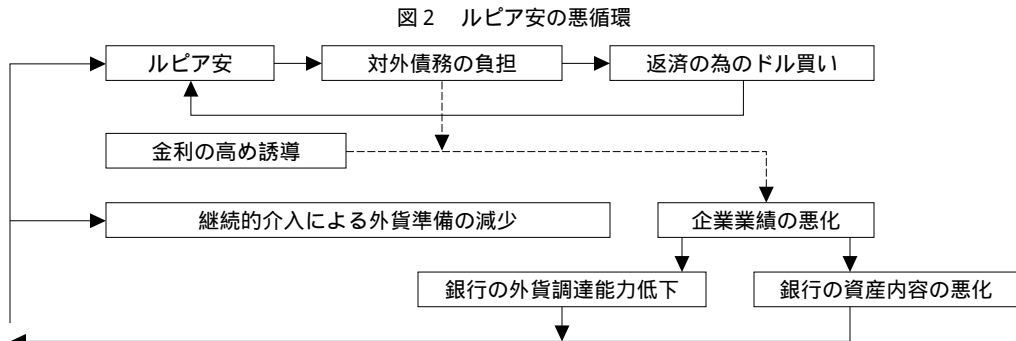 図2 ルピア安の悪循環
ルピア安
対外債務の負担
返済の為のドル買い
金利の高め誘導
継続的介入による外貨準備の減少
企業業績の悪化
銀行の外貨調達能力低下
銀行の資産内容の悪化